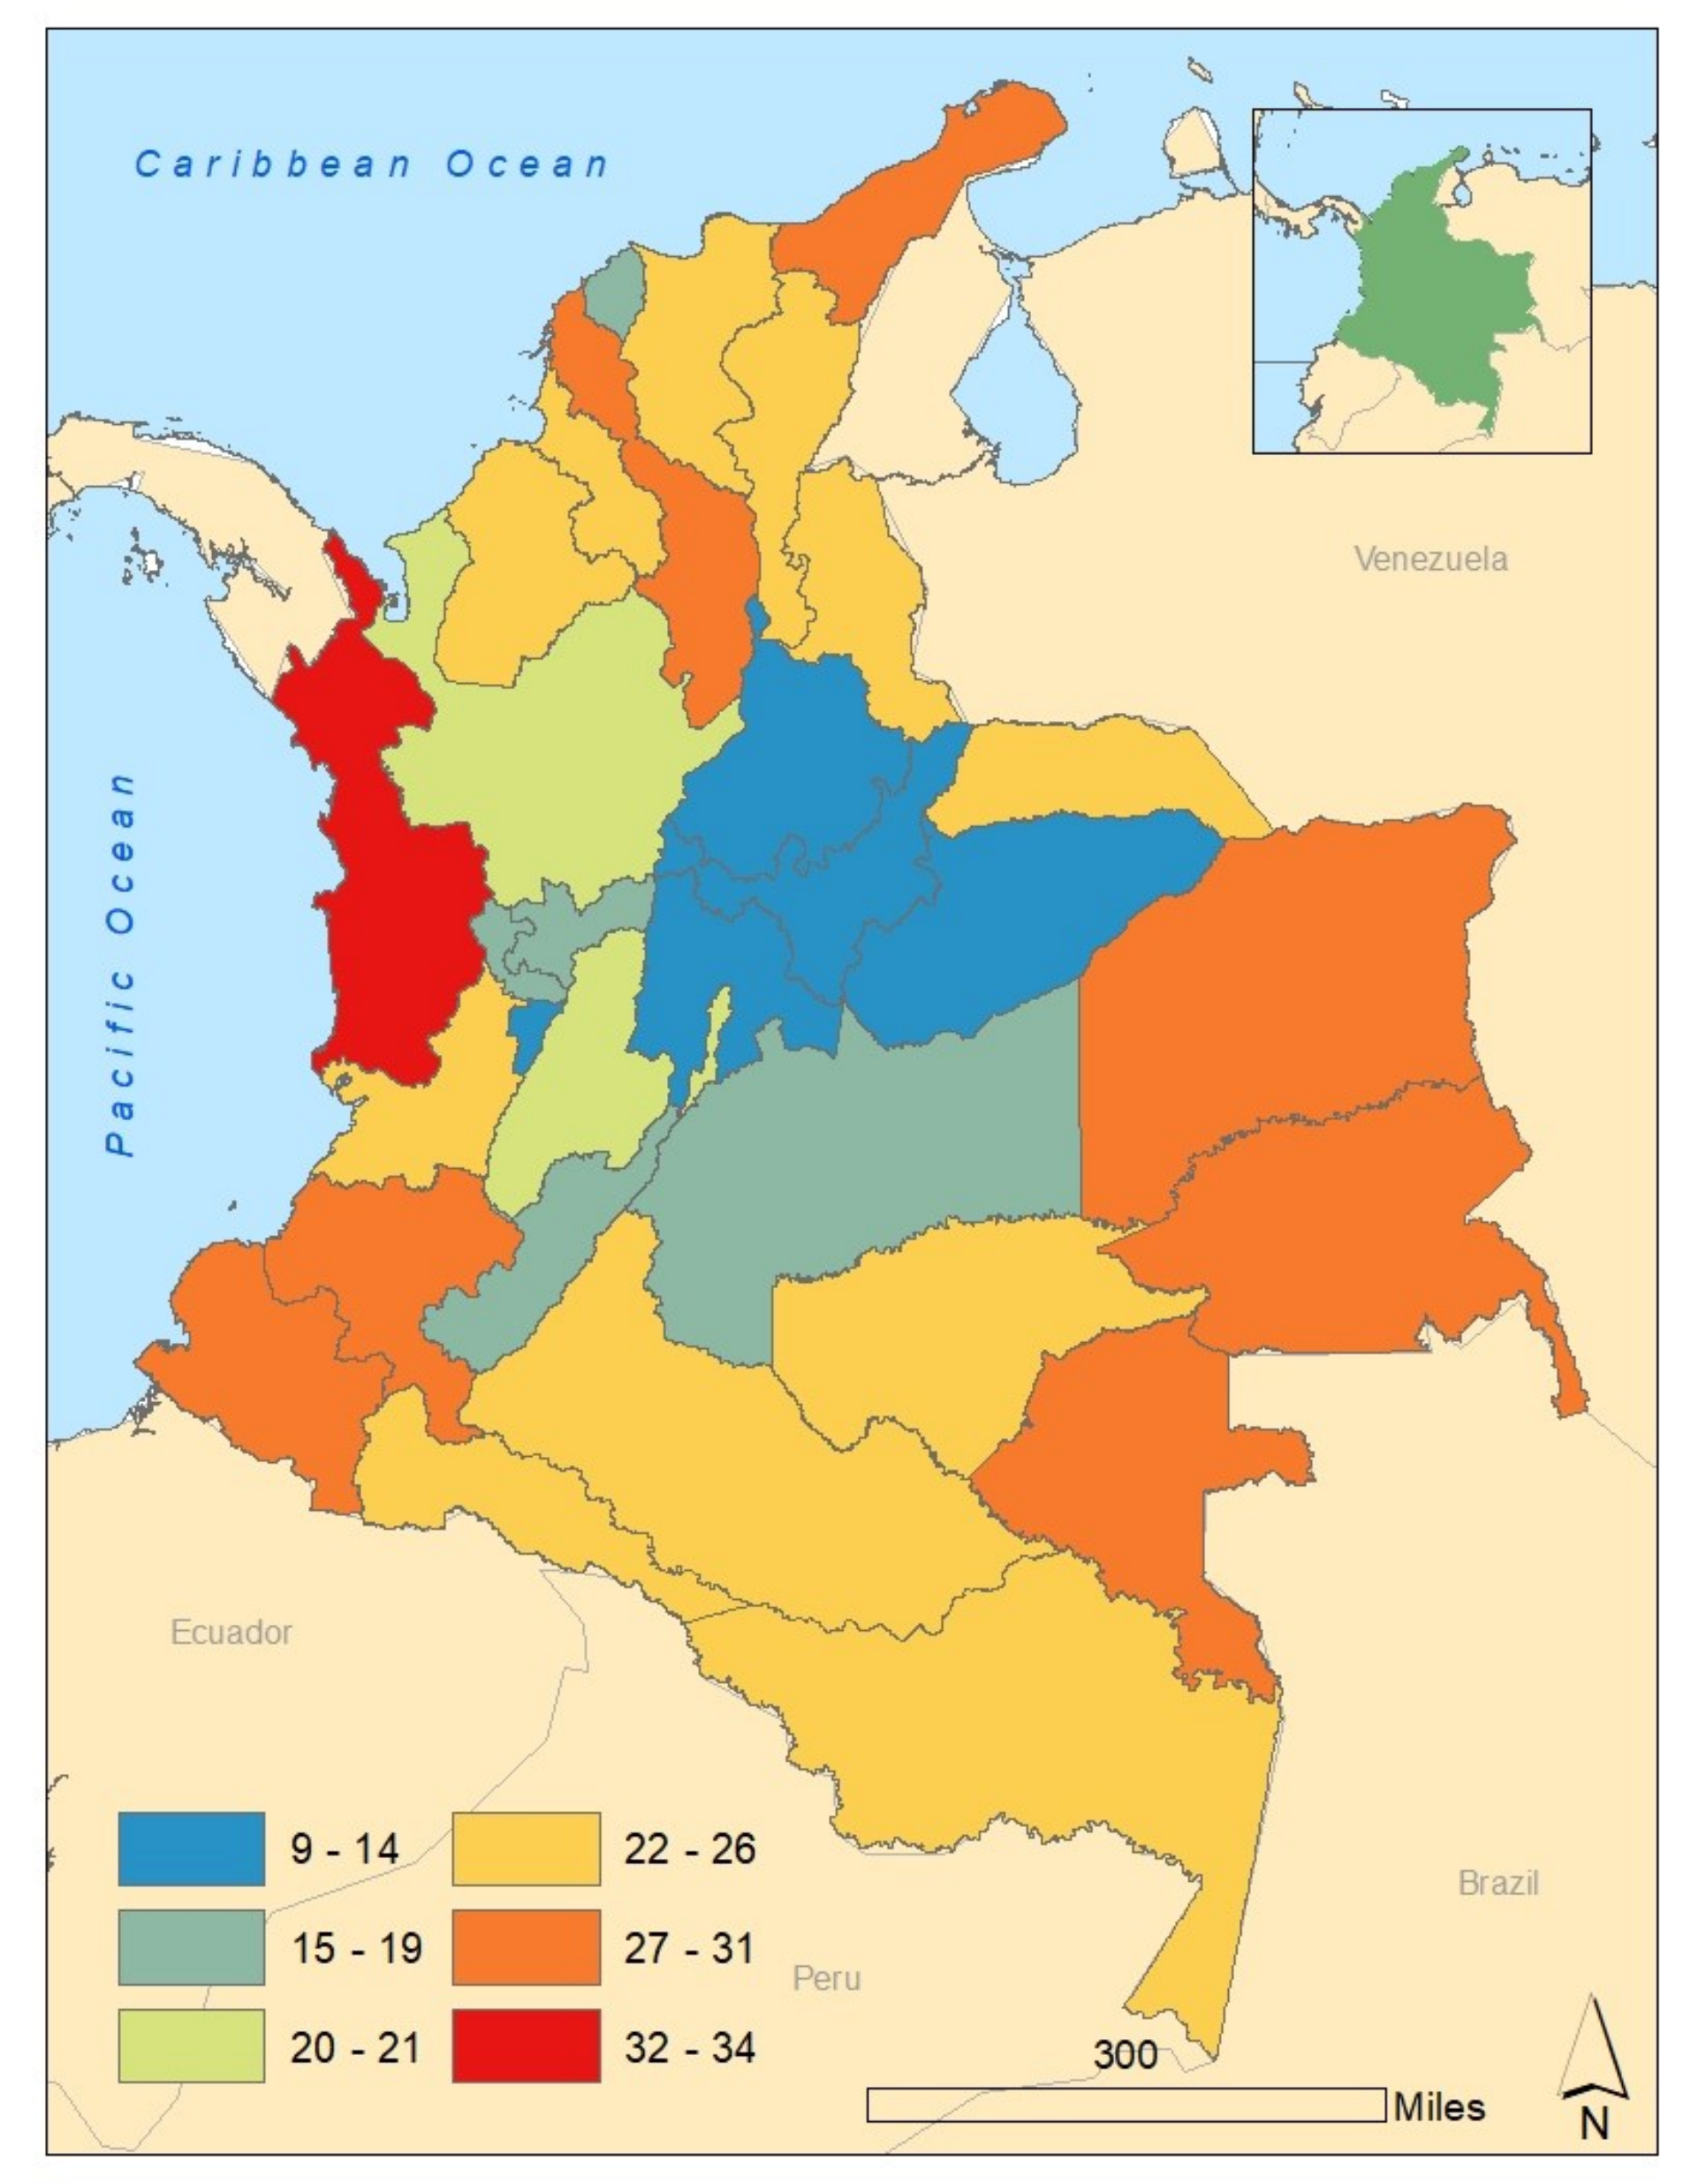 Caribbean Ocean
Venezuela
Pacific Ocean
Ecuador
9 - 14
22 - 26
Brazil
15 - 19
27 - 31
Peru
20 - 21
32 - 34
300
Miles
N